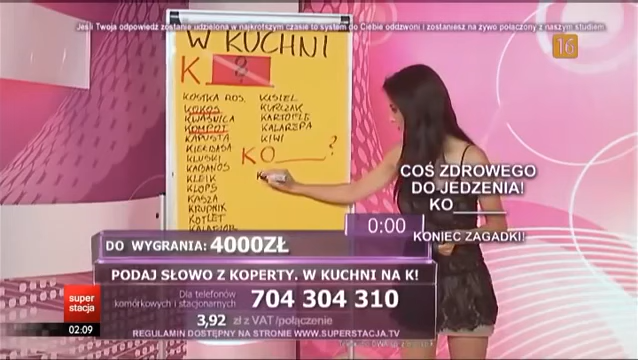 Jeśli Twoja odpowiedź zostanie udzielona w najkrótszym czasie to system do Ciebie oddzwoni i zostaniesz na żywo połączony z naszym studiem.
16
W KUCHNI
K ?
KOSTKA ROS.
KOKOS
KWAŚNICA
KOMPOT
KAPUSTA
KIEŁBASA
KLUSKI
KABANOS
KLEIK
KLOPS
KASZA
KRUPNIK
KOTLET
KISIEL
KURCZAK
KARTOFLE
KALAREPA
KIWI
KO_____?
COŚ ZDROWEGO
DO JEDZENIA!
KO______
KONIEC ZAGADKI!
0:00
DO WYGRANIA: 4000ZŁ
PODAJ SŁOWO Z KOPERTY. W KUCHNI NA K!
Dla telefonów
komórkowych i stacjonarnych
704 304 310
3,92 zł z VAT/połączenie
REGULAMIN DOSTĘPNY NA STRONIE WWW.SUPERSTACJA.TV
super
stacja
02:09